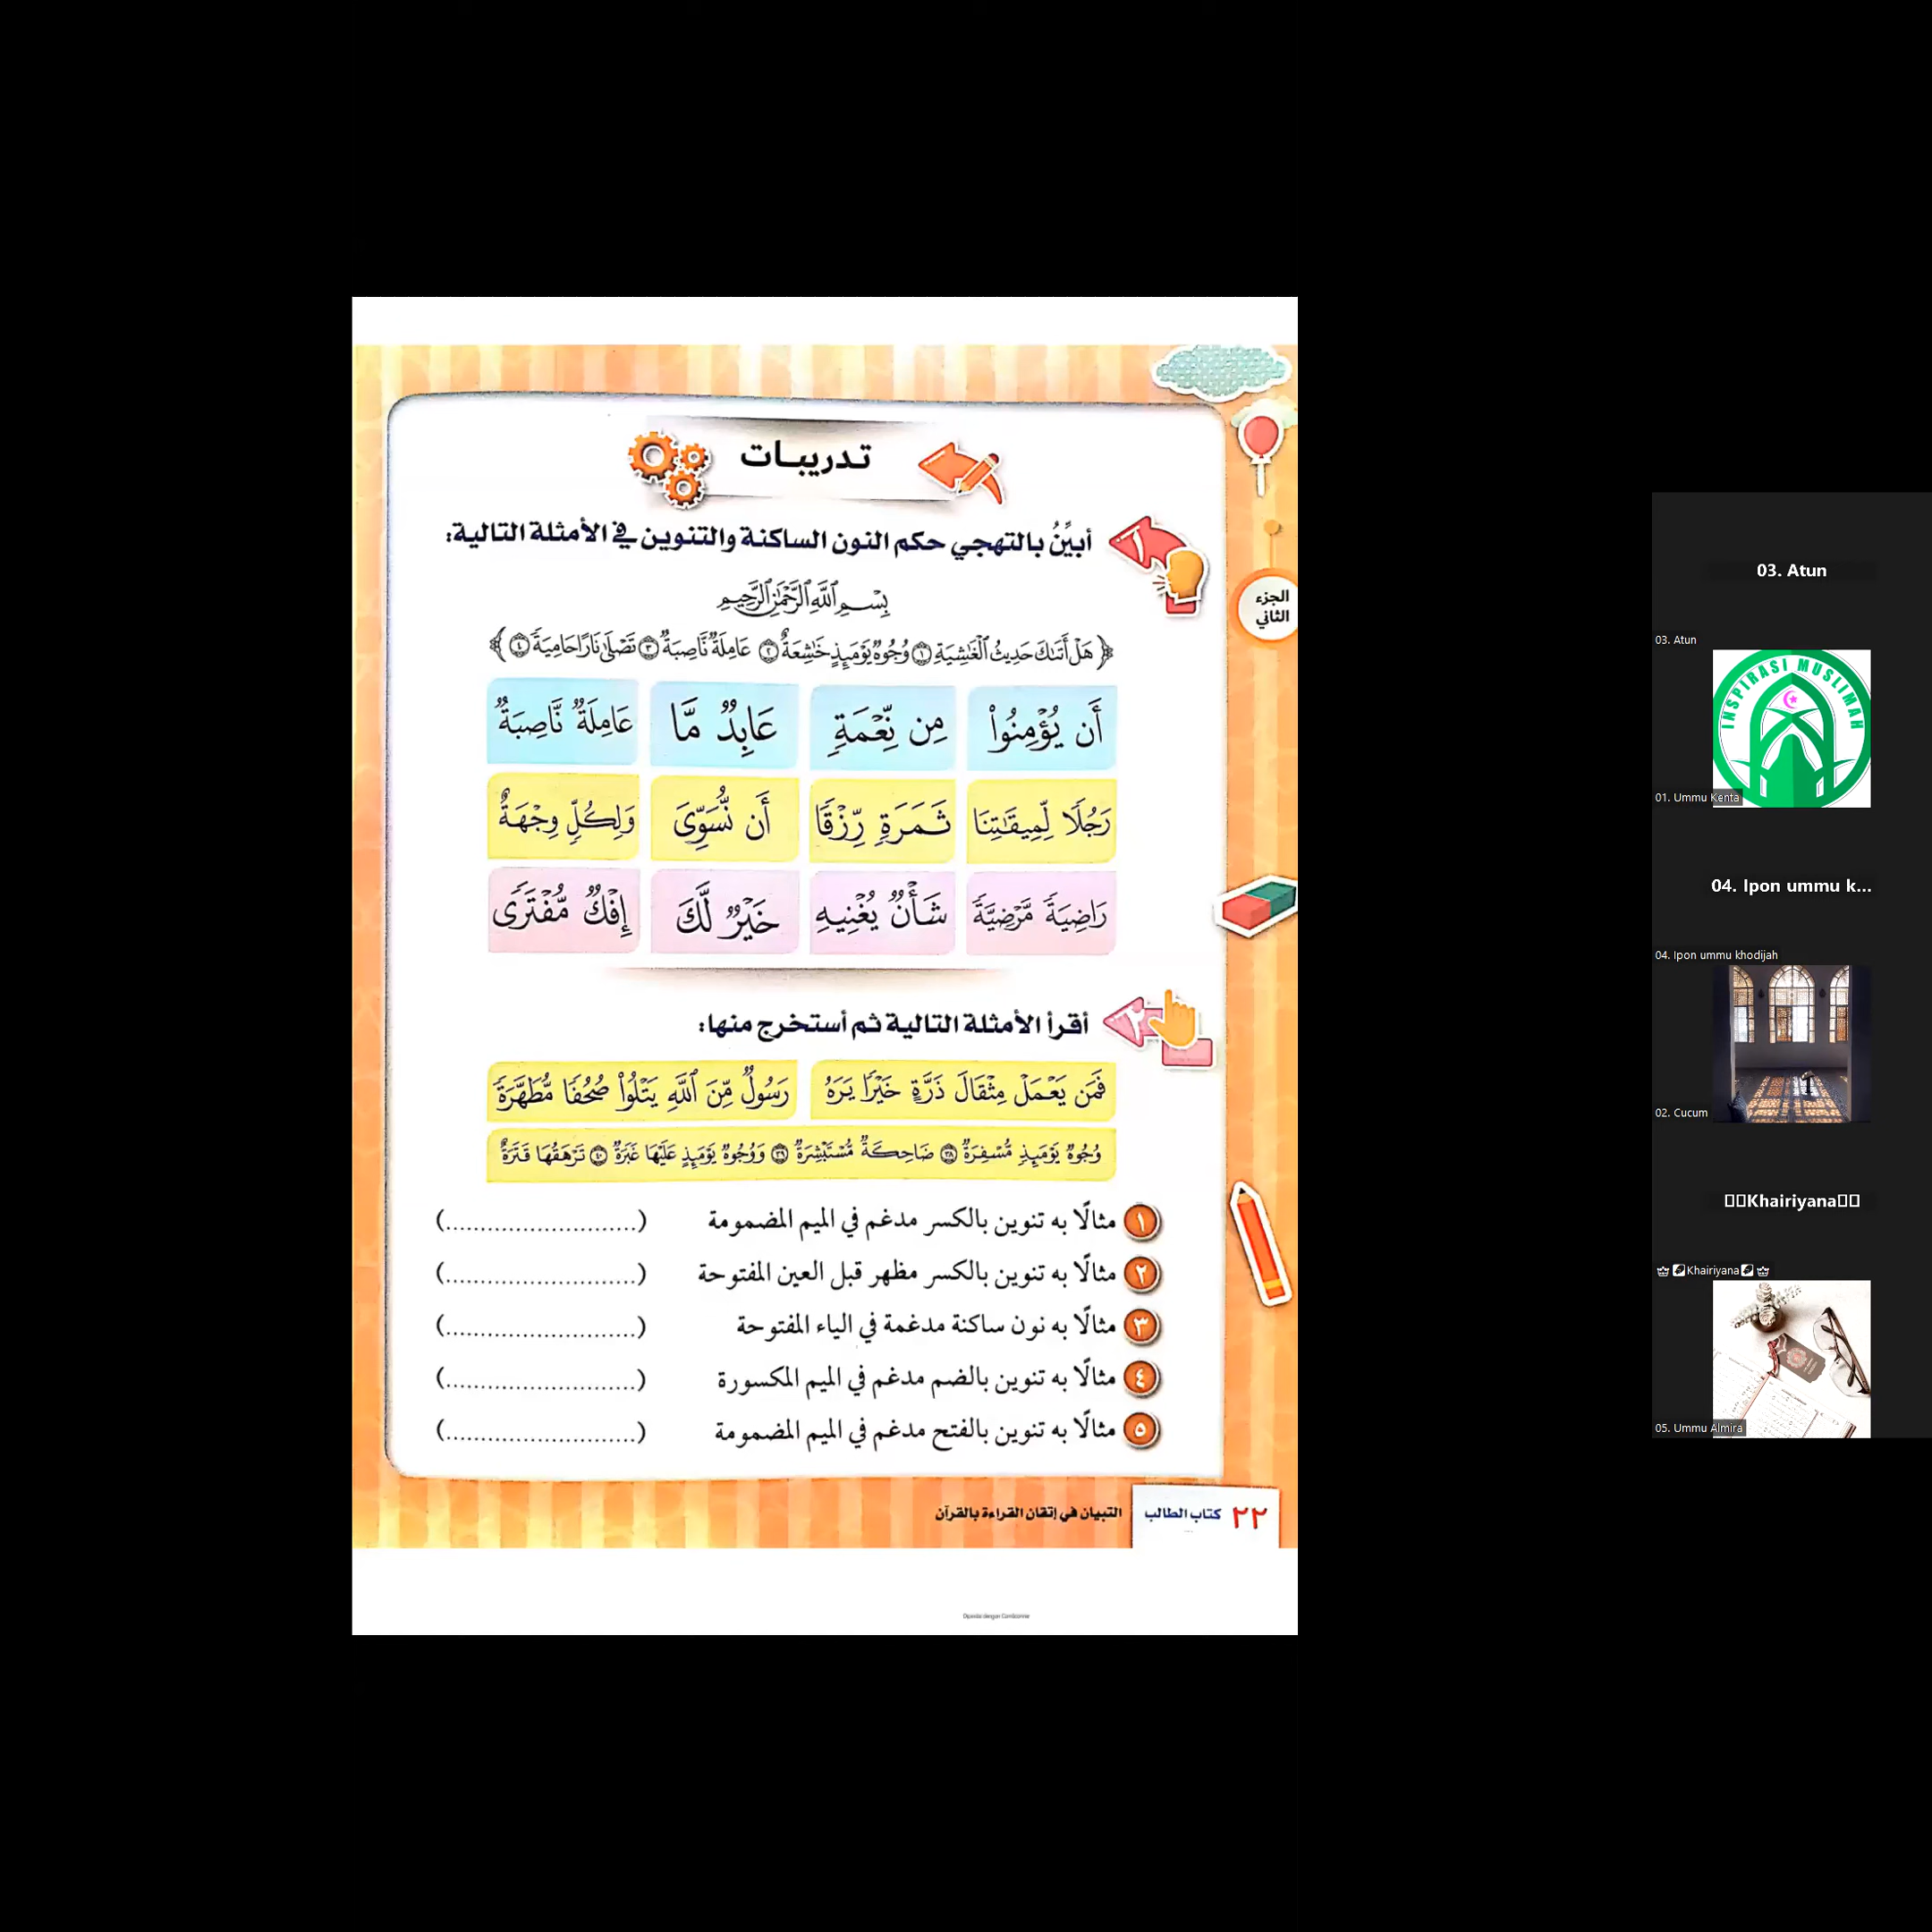 تدريبات
١ أبيِّنُ بالتهجي حكم النون الساكنة والتنوين في الأمثلة التالية:
الجزء
الثاني
بِسْمِ ٱللَّهِ ٱلرَّحْمَٰنِ ٱلرَّحِيمِ
﴿ هَلْ أَتَىٰكَ حَدِيثُ ٱلْغَٰشِيَةِ ١ وُجُوهٌ يَوْمَئِذٍ خَٰشِعَةٌ ٢ عَامِلَةٌ نَّاصِبَةٌ ٣ تَصْلَىٰ نَارًا حَامِيَةً ٤ ﴾
أَن يُؤْمِنُوا۟ مِن نِّعْمَةٍ عَابِدٌ مَّا عَامِلَةٌ نَّاصِبَةٌ
رَجُلًا لِّمِيقَٰتِنَا ثَمَرَةٍ رِّزْقًا أَن نُّسَوِّىَ وَلِكُلٍّ وِجْهَةٌ
رَاضِيَةً مَّرْضِيَّةً شَأْنٌ يُغْنِيهِ خَيْرٌ لَّكَ إِفْكٌ مُّفْتَرًى
٢ أقرأ الأمثلة التالية ثم أستخرج منها:
فَمَن يَعْمَلْ مِثْقَالَ ذَرَّةٍ خَيْرًا يَرَهُ رَسُولٌ مِّنَ ٱللَّهِ يَتْلُوا۟ صُحُفًا مُّطَهَّرَةً
وُجُوهٌ يَوْمَئِذٍ مُّسْفِرَةٌ ٣٨ ضَاحِكَةٌ مُّسْتَبْشِرَةٌ ٣٩ وَوُجُوهٌ يَوْمَئِذٍ عَلَيْهَا غَبَرَةٌ ٤٠ تَرْهَقُهَا قَتَرَةٌ
١ مثالًا به تنوين بالكسر مدغم في الميم المضمومة (...........................)
٢ مثالًا به تنوين بالكسر مظهر قبل العين المفتوحة (...........................)
٣ مثالًا به نون ساكنة مدغمة في الياء المفتوحة (...........................)
٤ مثالًا به تنوين بالضم مدغم في الميم المكسورة (...........................)
٥ مثالًا به تنوين بالفتح مدغم في الميم المضمومة (...........................)
٢٢ كتاب الطالب التبيان في إتقان القراءة بالقرآن
Dipindai dengan CamScanner
03. Atun
03. Atun
INSPIRASI MUSLIMAH
01. Ummu Kenta
04. Ipon ummu k...
04. Ipon ummu khodijah
02. Cucum
Khairiyana
Khairiyana
05. Ummu Almira